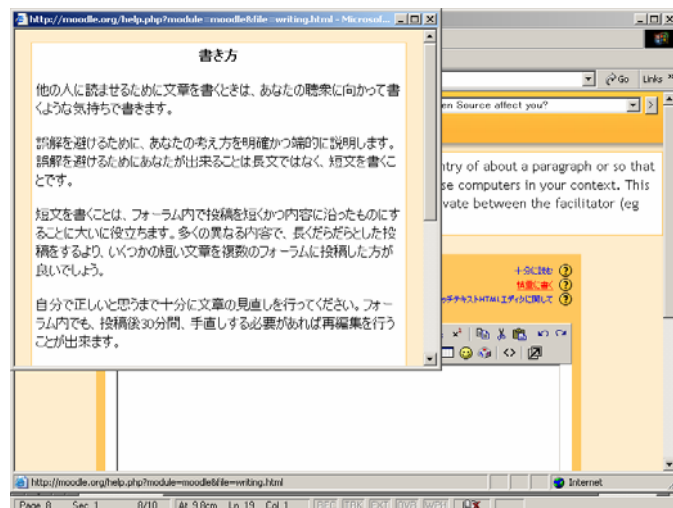 http://moodle.org/help.php?module=moodle&file=writing.html - Microsof...
書き方
他の人に読ませるために文章を書くときは、あなたの聴衆に向かって書
くような気持ちで書きます。
誤解を避けるために、あなたの考え方を明確かつ端的に説明します。
誤解を避けるためにあなたが出来ることは長文ではなく、短文を書くこ
とです。
短文を書くことは、フォーラム内で投稿を短くかつ内容に沿ったものにす
ることに大いに役立ちます。多くの異なる内容で、長くだらだらとした投
稿をするより、いくつかの短い文章を複数のフォーラムに投稿した方が
良いでしょう。
自分で正しいと思うまで十分に文章の見直しを行ってください。フォー
ラム内でも、投稿後30分間、手直しする必要があれば再編集を行う
ことが出来ます。
Go Links »
en Source affect you?
ntry of about a paragraph or so that
se computers in your context. This
vate between the facilitator (eg
十分に読む
慎重に書く
ッチテキストHTMLエディタに関して
http://moodle.org/help.php?module=moodle&file=writing.html
Internet
Page 8 Sec 1 8/10 At 9.8cm Ln 19 Col 1 REC TRK EXT OVR